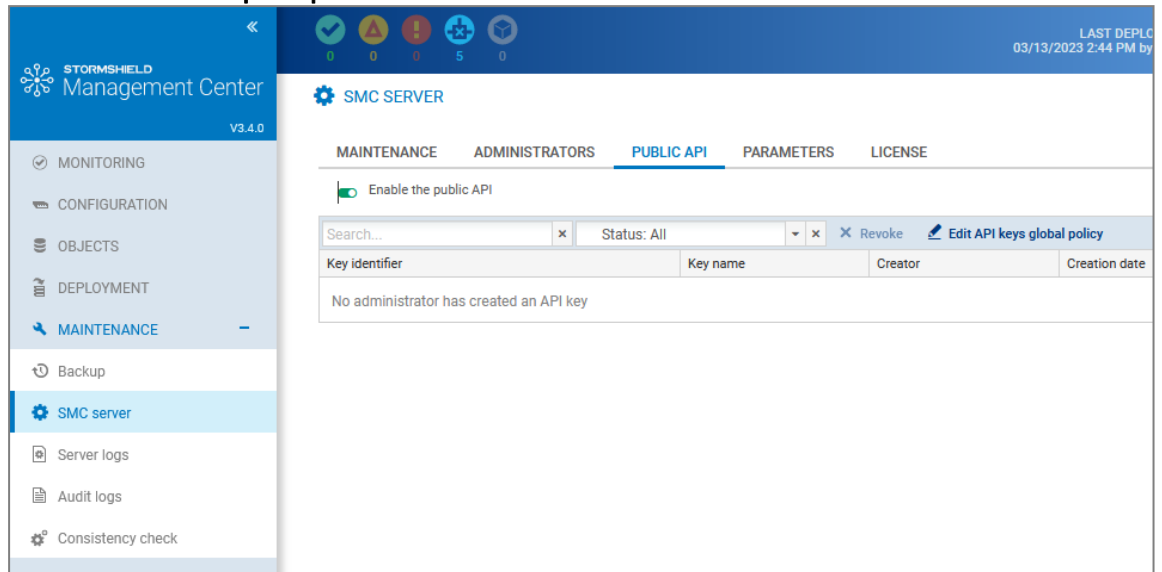 STORMSHIELD
Management Center
V3.4.0
MONITORING
CONFIGURATION
OBJECTS
DEPLOYMENT
MAINTENANCE
Backup
SMC server
Server logs
Audit logs
Consistency check
0 0 0 5 0
LAST DEPLO
03/13/2023 2:44 PM by
SMC SERVER
MAINTENANCE ADMINISTRATORS PUBLIC API PARAMETERS LICENSE
Enable the public API
Search... Status: All Revoke Edit API keys global policy
Key identifier Key name Creator Creation date
No administrator has created an API key